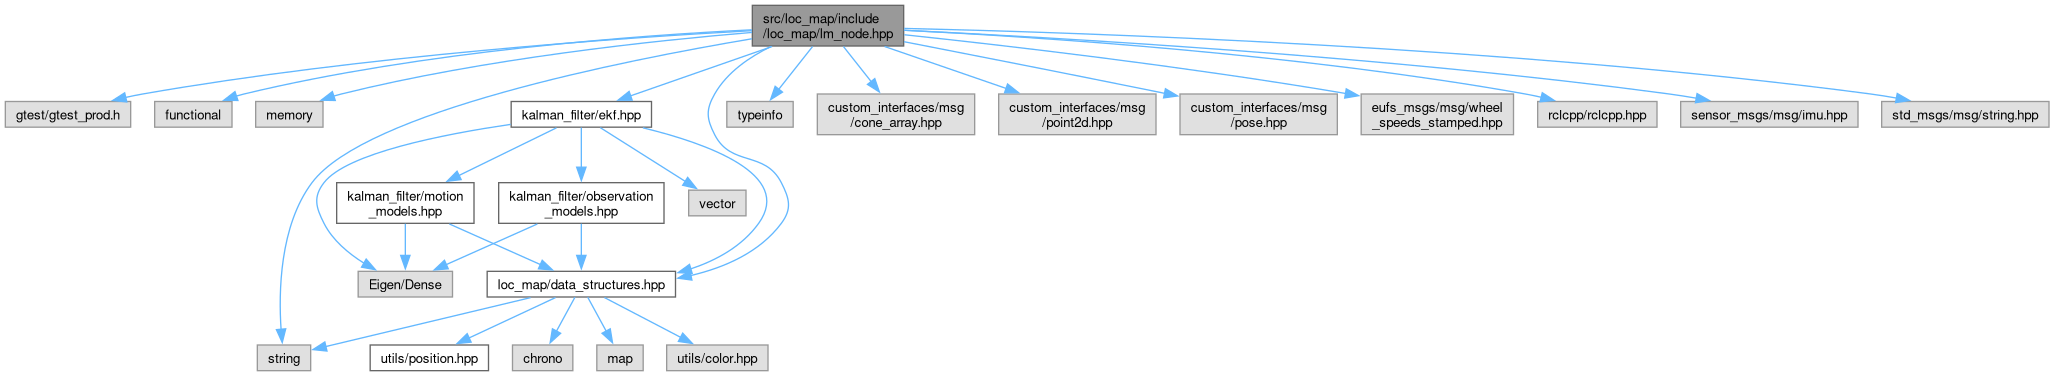 src/loc_map/include
/loc_map/lm_node.hpp
gtest/gtest_prod.h
functional
memory
kalman_filter/ekf.hpp
typeinfo
custom_interfaces/msg
/cone_array.hpp
custom_interfaces/msg
/point2d.hpp
custom_interfaces/msg
/pose.hpp
eufs_msgs/msg/wheel
_speeds_stamped.hpp
rclcpp/rclcpp.hpp
sensor_msgs/msg/imu.hpp
std_msgs/msg/string.hpp
kalman_filter/motion
_models.hpp
kalman_filter/observation
_models.hpp
vector
Eigen/Dense
loc_map/data_structures.hpp
string
utils/position.hpp
chrono
map
utils/color.hpp